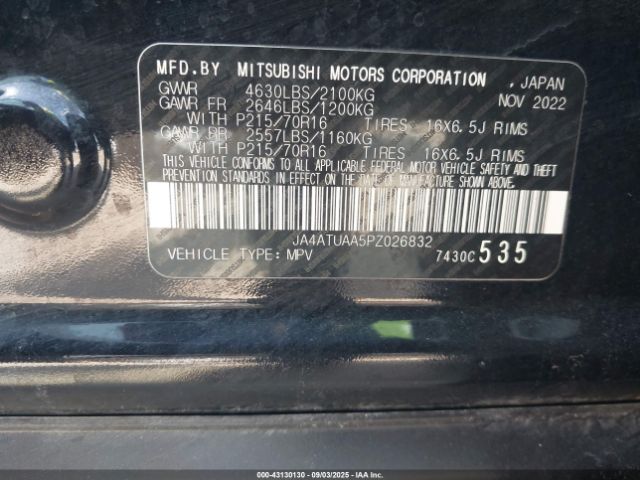 MFD.BY MITSUBISHI MOTORS CORPORATION , JAPAN
GVWR 4630LBS/2100KG NOV 2022
GAWR FR 2646LBS/1200KG
WITH P215/70R16 TIRES 16X6.5J RIMS
GAWR RR 2557LBS/1160KG
WITH P215/70R16 TIRES 16X6.5J RIMS
THIS VEHICLE CONFORMS TO ALL APPLICABLE FEDERAL MOTOR VEHICLE SAFETY AND THEFT
PREVENTION STANDARDS IN EFFECT ON THE DATE OF MANUFACTURE SHOWN ABOVE.
JA4ATUAA5PZ026832
VEHICLE TYPE:MPV 7430C 535
000-43130130 - 09/03/2025 - IAAI.COM